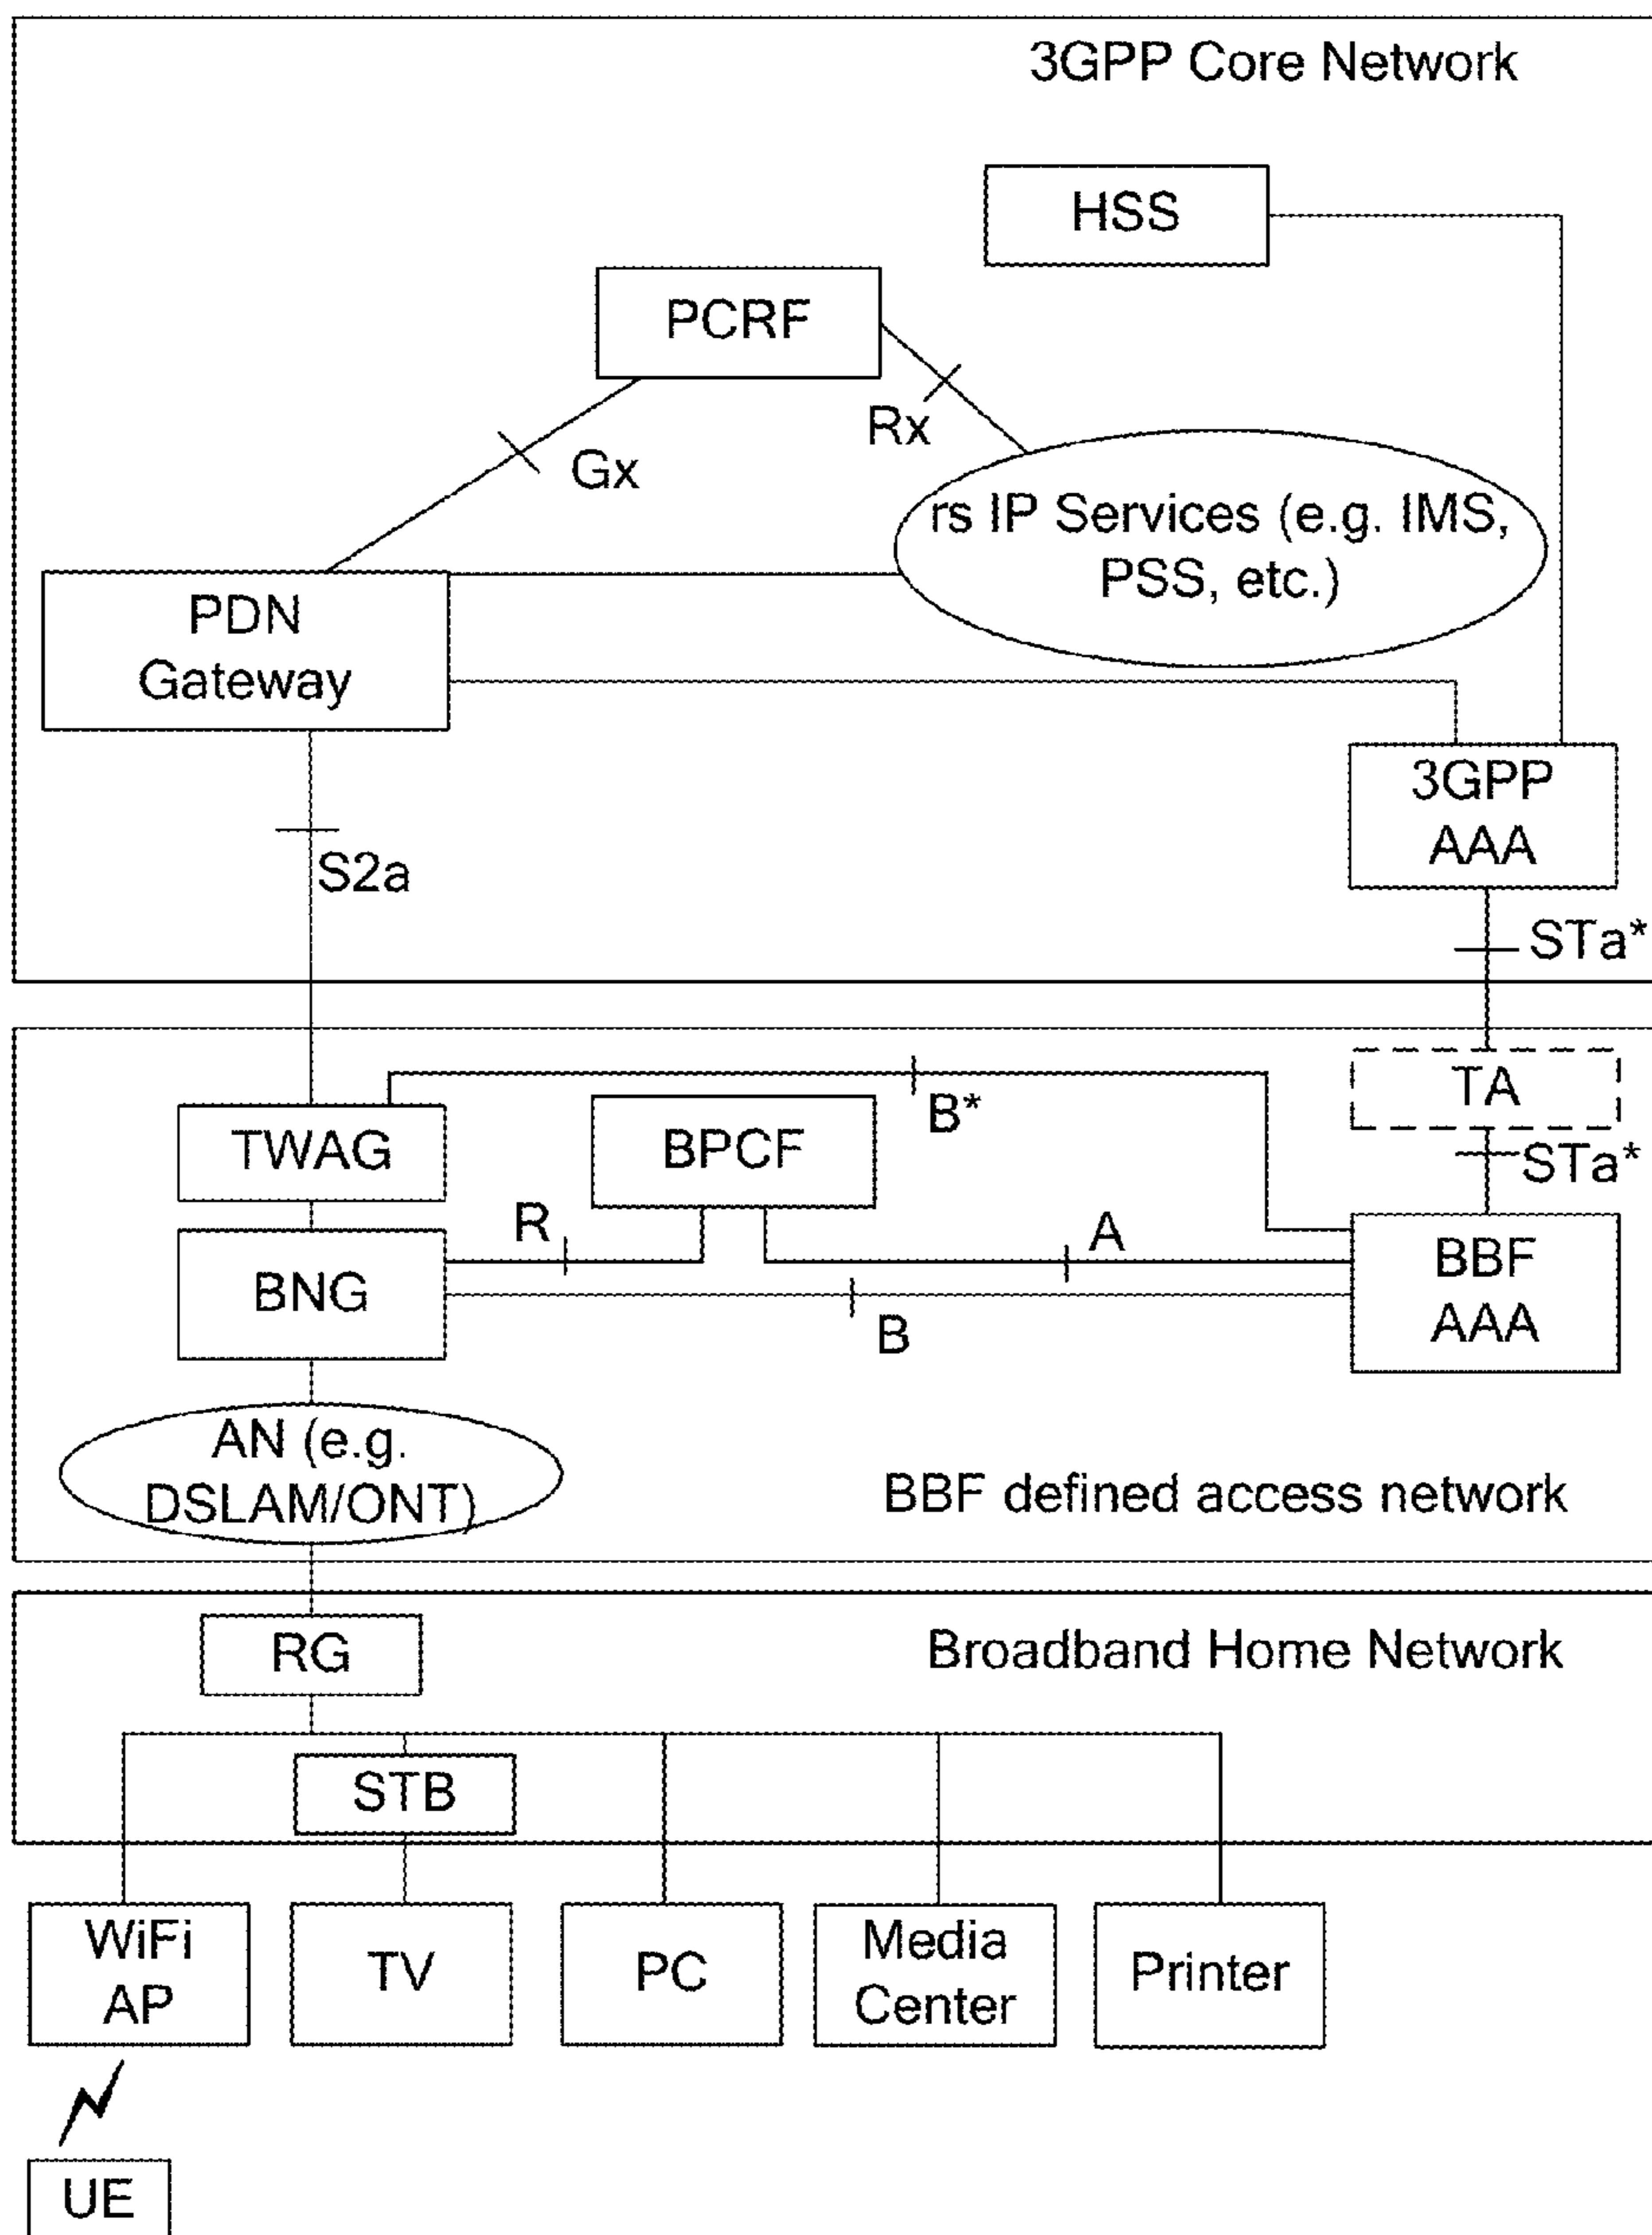 3GPP Core Network
HSS
PCRF
Rx
Gx
rs IP Services (e.g. IMS,
PSS, etc.)
PDN
Gateway
3GPP
AAA
S2a
STa*
TA
B*
TWAG
BPCF
STa*
R
A
BBF
AAA
BNG
B
AN (e.g.
DSLAM/ONT)
BBF defined access network
RG
Broadband Home Network
STB
WiFi
AP
TV
PC
Media
Center
Printer
UE